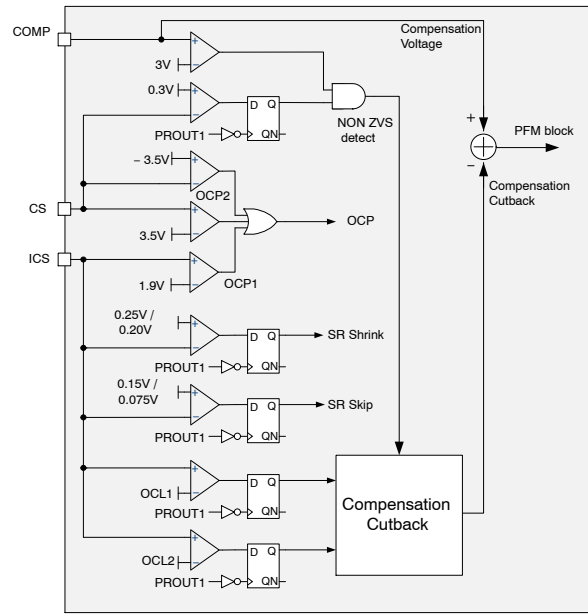 COMP
Compensation
Voltage
3V
0.3V
D Q
QN
PROUT1
NON ZVS
detect
+
−
PFM block
Compensation
Cutback
− 3.5V
OCP2
CS
3.5V
OCP
ICS
1.9V
OCP1
0.25V /
0.20V
D Q
QN
SR Shrink
PROUT1
0.15V /
0.075V
D Q
QN
SR Skip
PROUT1
OCL1
D Q
QN
PROUT1
Compensation
Cutback
OCL2
D Q
QN
PROUT1